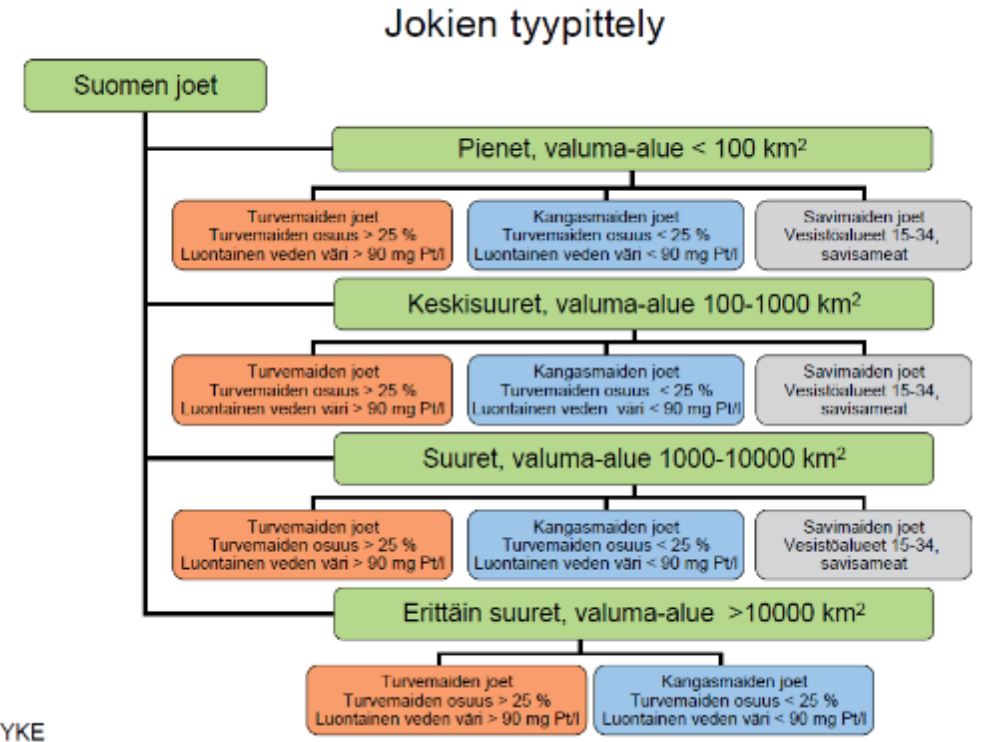 Jokien tyypittely
Suomen joet
Pienet, valuma-alue < 100 km²
Turvemaiden joet
Turvemaiden osuus > 25 %
Luontainen veden väri > 90 mg Pt/l
Kangasmaiden joet
Turvemaiden osuus < 25 %
Luontainen veden väri < 90 mg Pt/l
Savimaiden joet
Vesistöalueet 15-34,
savisameat
Keskisuuret, valuma-alue 100-1000 km²
Turvemaiden joet
Turvemaiden osuus > 25 %
Luontainen veden väri > 90 mg Pt/l
Kangasmaiden joet
Turvemaiden osuus < 25 %
Luontainen veden väri < 90 mg Pt/l
Savimaiden joet
Vesistöalueet 15-34,
savisameat
Suuret, valuma-alue 1000-10000 km²
Turvemaiden joet
Turvemaiden osuus > 25 %
Luontainen veden väri > 90 mg Pt/l
Kangasmaiden joet
Turvemaiden osuus < 25 %
Luontainen veden väri < 90 mg Pt/l
Savimaiden joet
Vesistöalueet 15-34,
savisameat
Erittäin suuret, valuma-alue >10000 km²
Turvemaiden joet
Turvemaiden osuus > 25 %
Luontainen veden väri > 90 mg Pt/l
Kangasmaiden joet
Turvemaiden osuus < 25 %
Luontainen veden väri < 90 mg Pt/l
YKE